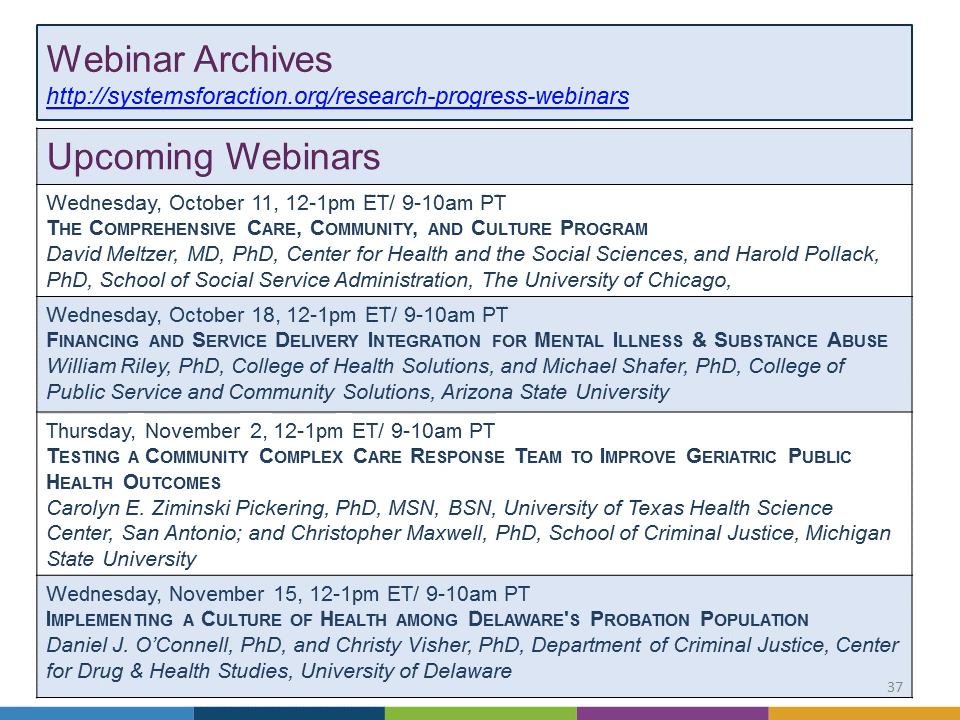 Webinar Archives
http://systemsforaction.org/research-progress-webinars
Upcoming Webinars
Wednesday, October 11, 12-1pm ET/ 9-10am PT
THE COMPREHENSIVE CARE, COMMUNITY, AND CULTURE PROGRAM
David Meltzer, MD, PhD, Center for Health and the Social Sciences, and Harold Pollack,
PhD, School of Social Service Administration, The University of Chicago,
Wednesday, October 18, 12-1pm ET/ 9-10am PT
FINANCING AND SERVICE DELIVERY INTEGRATION FOR MENTAL ILLNESS & SUBSTANCE ABUSE
William Riley, PhD, College of Health Solutions, and Michael Shafer, PhD, College of
Public Service and Community Solutions, Arizona State University
Thursday, November 2, 12-1pm ET/ 9-10am PT
TESTING A COMMUNITY COMPLEX CARE RESPONSE TEAM TO IMPROVE GERIATRIC PUBLIC
HEALTH OUTCOMES
Carolyn E. Ziminski Pickering, PhD, MSN, BSN, University of Texas Health Science
Center, San Antonio; and Christopher Maxwell, PhD, School of Criminal Justice, Michigan
State University
Wednesday, November 15, 12-1pm ET/ 9-10am PT
IMPLEMENTING A CULTURE OF HEALTH AMONG DELAWARE'S PROBATION POPULATION
Daniel J. O’Connell, PhD, and Christy Visher, PhD, Department of Criminal Justice, Center
for Drug & Health Studies, University of Delaware
37